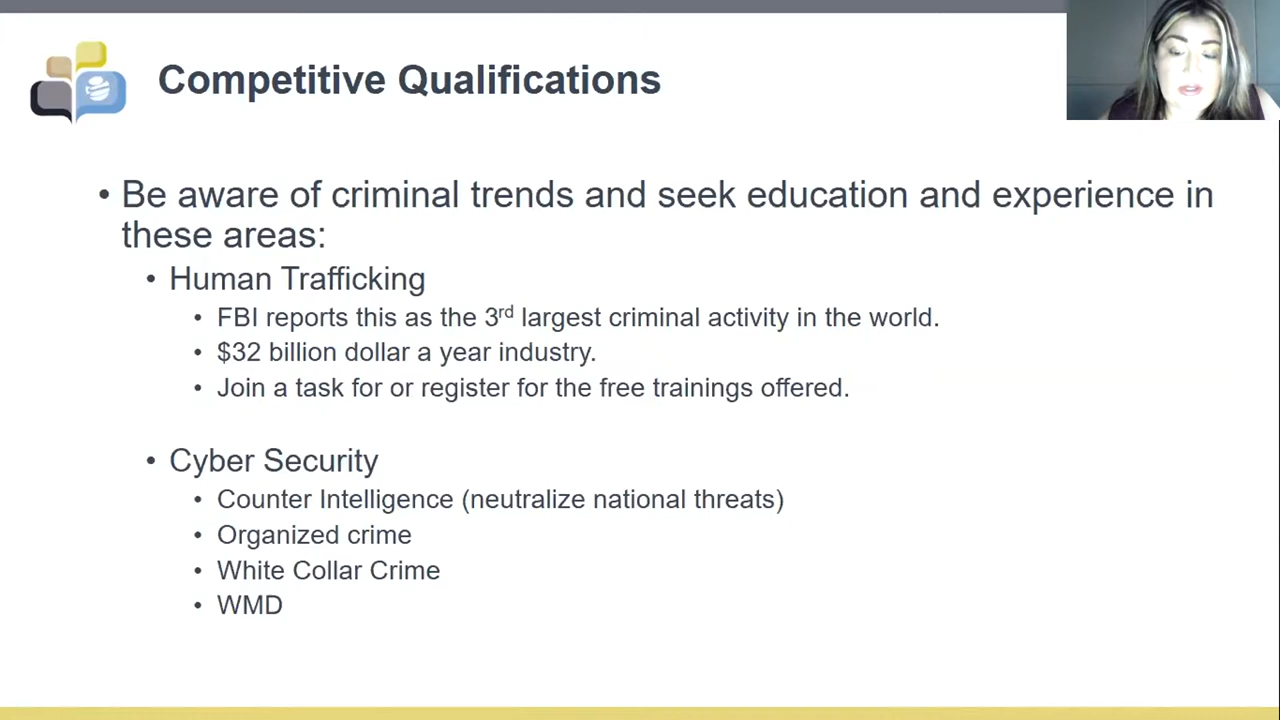 Competitive Qualifications
• Be aware of criminal trends and seek education and experience in
these areas:
• Human Trafficking
• FBI reports this as the 3rd largest criminal activity in the world.
• $32 billion dollar a year industry.
• Join a task for or register for the free trainings offered.
• Cyber Security
• Counter Intelligence (neutralize national threats)
• Organized crime
• White Collar Crime
• WMD